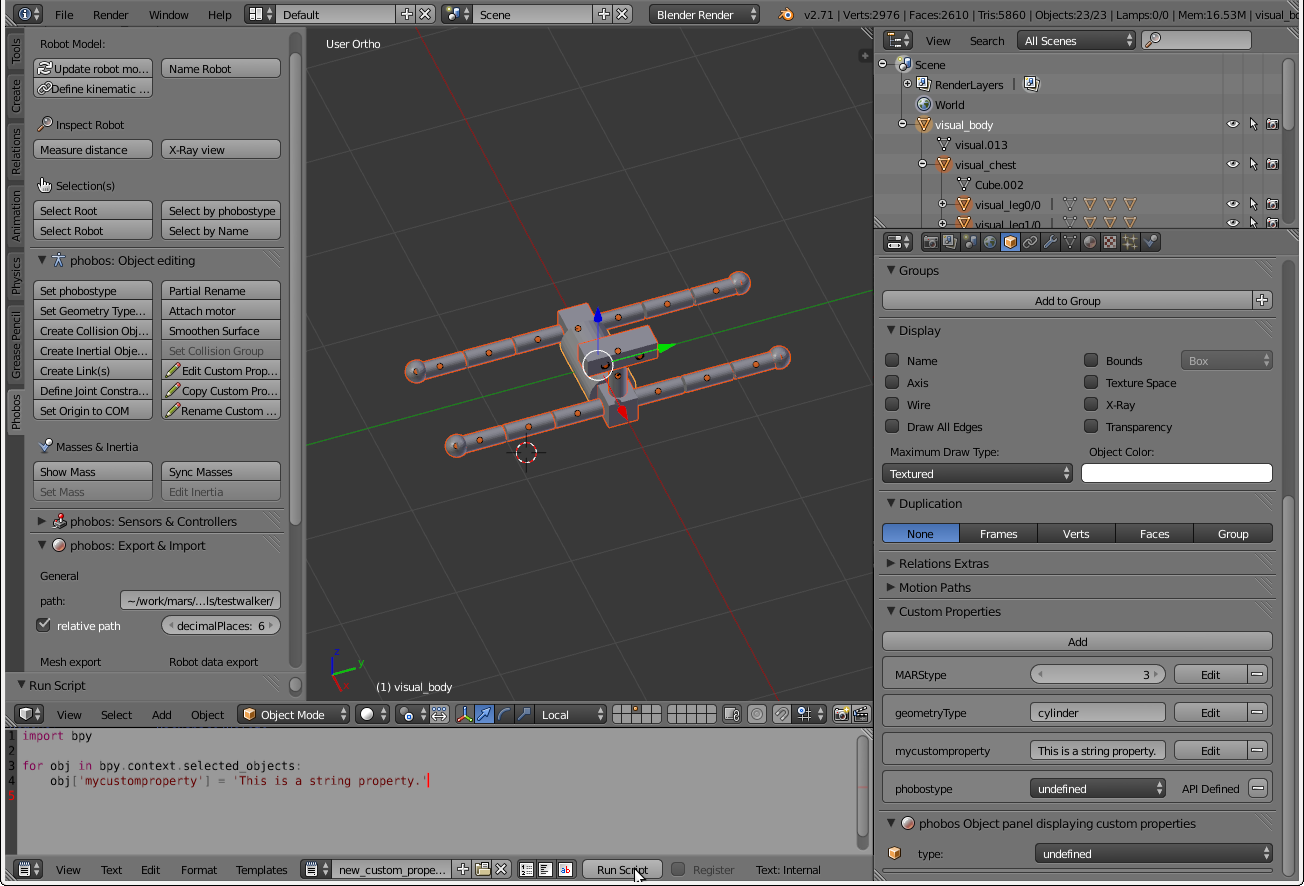 File Render Window Help Default Scene Blender Render v2.71 | Verts:2976 | Faces:2610 | Tris:5860 | Objects:23/23 | Lamps:0/0 | Mem:16.53M | visual_bo
Tools
Create
Relations
Animation
Physics
Grease Pencil
Phobos
Robot Model:
Update robot mo... Name Robot
Define kinematic ...
Inspect Robot
Measure distance X-Ray view
Selection(s)
Select Root Select by phobostype
Select Robot Select by Name
phobos: Object editing
Set phobostype Partial Rename
Set Geometry Type... Attach motor
Create Collision Obj... Smoothen Surface
Create Inertial Obje... Set Collision Group
Create Link(s) Edit Custom Prop...
Define Joint Constra... Copy Custom Pro...
Set Origin to COM Rename Custom ...
Masses & Inertia
Show Mass Sync Masses
Set Mass Edit Inertia
phobos: Sensors & Controllers
phobos: Export & Import
General
path: ~/work/mars/...ls/testwalker/
relative path decimalPlaces: 6
Mesh export Robot data export
Run Script
User Ortho
z
y
x
(1) visual_body
View Select Add Object Object Mode Local
1 import bpy
2
3 for obj in bpy.context.selected_objects:
4 obj['mycustomproperty'] = 'This is a string property.'
5
View Text Edit Format Templates new_custom_prope... Run Script Register Text: Internal
View Search All Scenes
Scene
RenderLayers |
World
visual_body
visual.013
visual_chest
Cube.002
visual_leg0/0 |
visual_leg1/0 |
Groups
Add to Group
Display
Name Bounds Box
Axis Texture Space
Wire X-Ray
Draw All Edges Transparency
Maximum Draw Type: Object Color:
Textured
Duplication
None Frames Verts Faces Group
Relations Extras
Motion Paths
Custom Properties
Add
MARStype 3 Edit
geometryType cylinder Edit
mycustomproperty This is a string property. Edit
phobostype undefined API Defined
phobos Object panel displaying custom properties
type: undefined